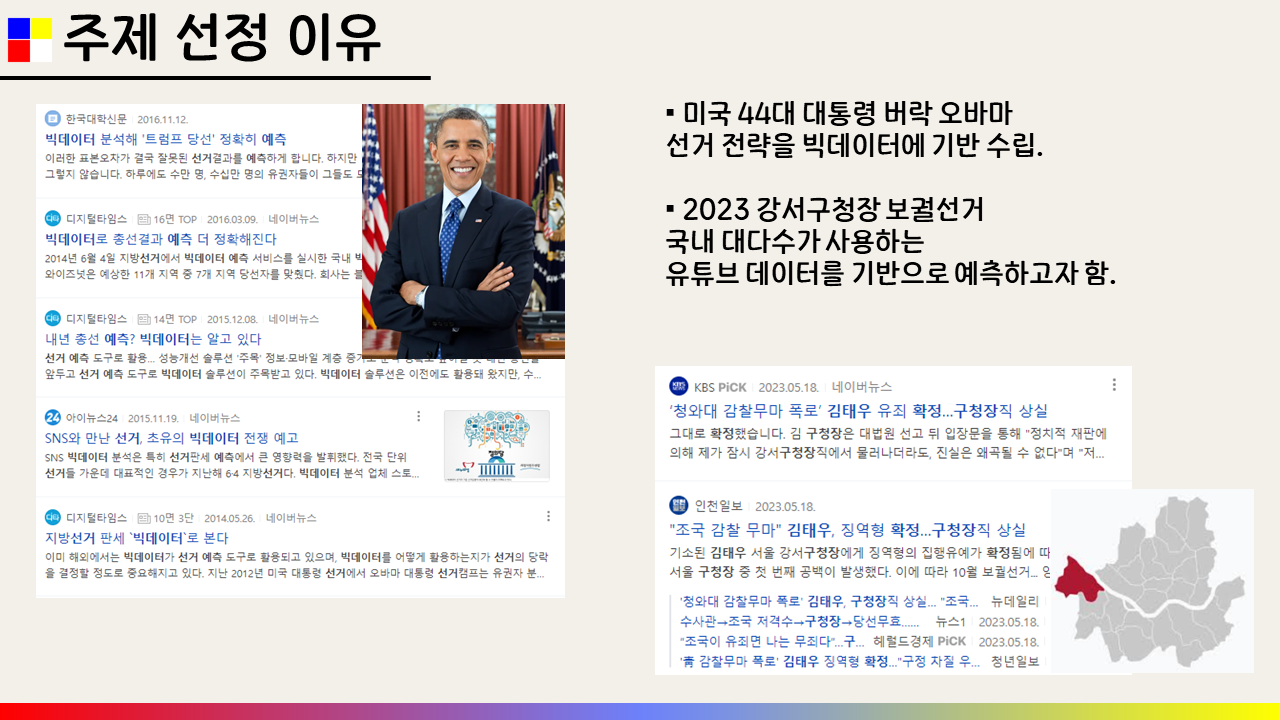 주제 선정 이유
한국대학신문 2016.11.12.
빅데이터 분석해 '트럼프 당선' 정확히 예측
이러한 표본오차가 결국 잘못된 선거결과를 예측하게 합니다. 하지만
그렇지 않습니다. 하루에도 수만 명, 수십만 명의 유권자들이 그들도
디지털타임스 16면 TOP 2016.03.09. 네이버뉴스
빅데이터로 총선결과 예측 더 정확해진다
2014년 6월 4일 지방선거에서 빅데이터 예측 서비스를 실시한 국내
와이즈넛은 예상한 11개 지역 중 7개 지역 당선자를 맞췄다. 회사는
디지털타임스 14면 TOP 2015.12.08. 네이버뉴스
내년 총선 예측? 빅데이터는 알고 있다
선거 예측 도구로 활용... 성능개선 솔루션 '주목' 정보·모바일 계층
앞두고 선거 예측 도구로 빅데이터 솔루션이 주목받고 있다. 빅데이터 솔루션은 이전에도 활용돼 왔지만, 수...
아이뉴스24 2015.11.19. 네이버뉴스
SNS와 만난 선거, 초유의 빅데이터 전쟁 예고
SNS 빅데이터 분석은 특히 선거판세 예측에서 큰 영향력을 발휘했다. 전국 단위
선거들 가운데 대표적인 경우가 지난해 6·4 지방선거다. 빅데이터 분석 업체 스토...
디지털타임스 10면 3단 2014.05.26. 네이버뉴스
지방선거 판세 `빅데이터`로 본다
이미 해외에서는 빅데이터가 선거 예측 도구로 활용되고 있으며, 빅데이터를 어떻게 활용하는지가 선거의 당락
을 결정할 정도로 중요해지고 있다. 지난 2012년 미국 대통령 선거에서 오바마 대통령 선거캠프는 유권자 분...
▪ 미국 44대 대통령 버락 오바마
선거 전략을 빅데이터에 기반 수립.
▪ 2023 강서구청장 보궐선거
국내 대다수가 사용하는
유튜브 데이터를 기반으로 예측하고자 함.
KBS PiCK 2023.05.18. 네이버뉴스
'청와대 감찰무마 폭로' 김태우 유죄 확정...구청장직 상실
그대로 확정했습니다. 김 구청장은 대법원 선고 뒤 입장문을 통해 "정치적 재판에
의해 제가 잠시 강서구청장직에서 물러나더라도, 진실은 왜곡될 수 없다"며 "저...
인천일보 2023.05.18.
"조국 감찰 무마" 김태우, 징역형 확정...구청장직 상실
기소된 김태우 서울 강서구청장에게 징역형의 집행유예가 확정됨에 따
서울 구청장 중 첫 번째 공백이 발생했다. 이에 따라 10월 보궐선거...
'청와대 감찰무마 폭로' 김태우, 구청장직 상실... "조국... 뉴데일리
수사관→조국 저격수→구청장→당선무효...... 뉴스1 2023.05.18.
"조국이 유죄면 나는 무죄다"...구... 헤럴드경제 PiCK 2023.05.18.
'靑 감찰무마 폭로' 김태우 징역형 확정..."구정 차질 우... 청년일보